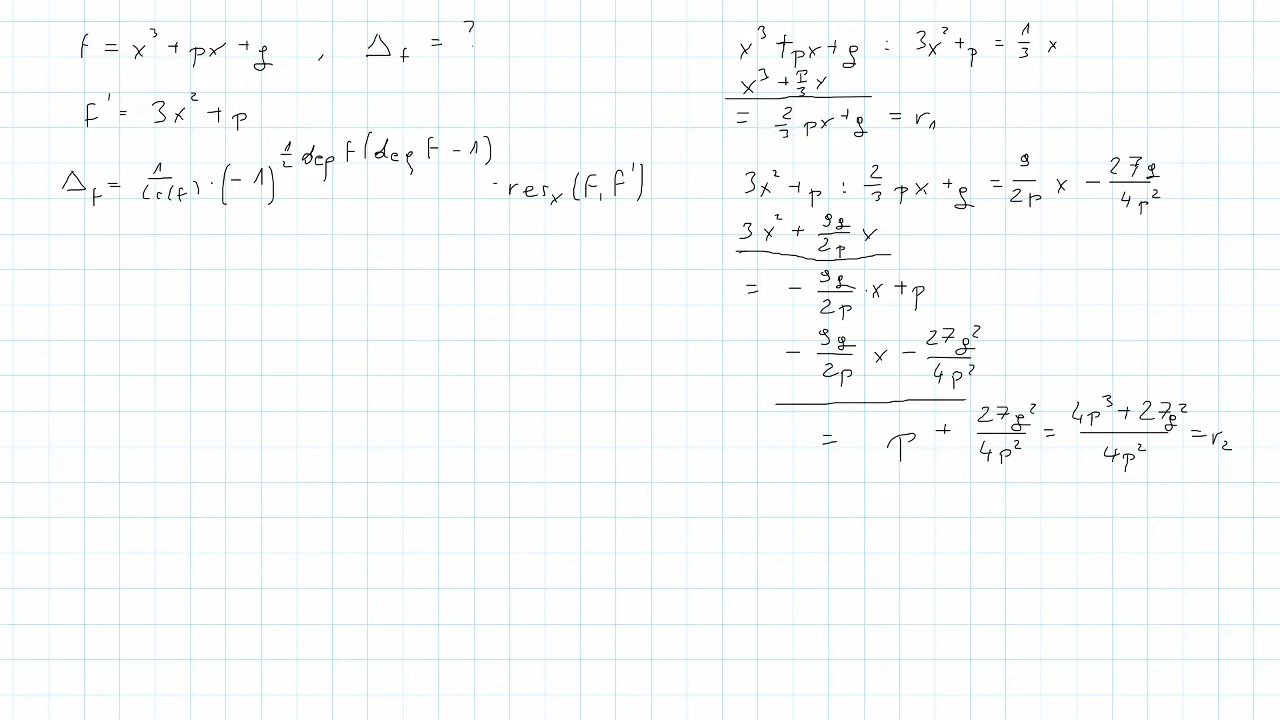 f = x³ + px + q , Δ_f = ?
f' = 3x² + p
Δ_f = 1/lc(f) · (-1)^(1/2 deg f (deg f - 1)) · res_x(f, f')
x³ + px + q : 3x² + p = 1/3 x
x³ + p/3 x
= 2/3 px + q = r₁
3x² + p : 2/3 px + q = 9/2p x - 27q/4p²
3x² + 9q/2p x
= - 9q/2p · x + p
- 9q/2p x - 27q²/4p²
= p + 27q²/4p² = 4p³ + 27q²/4p² = r₂